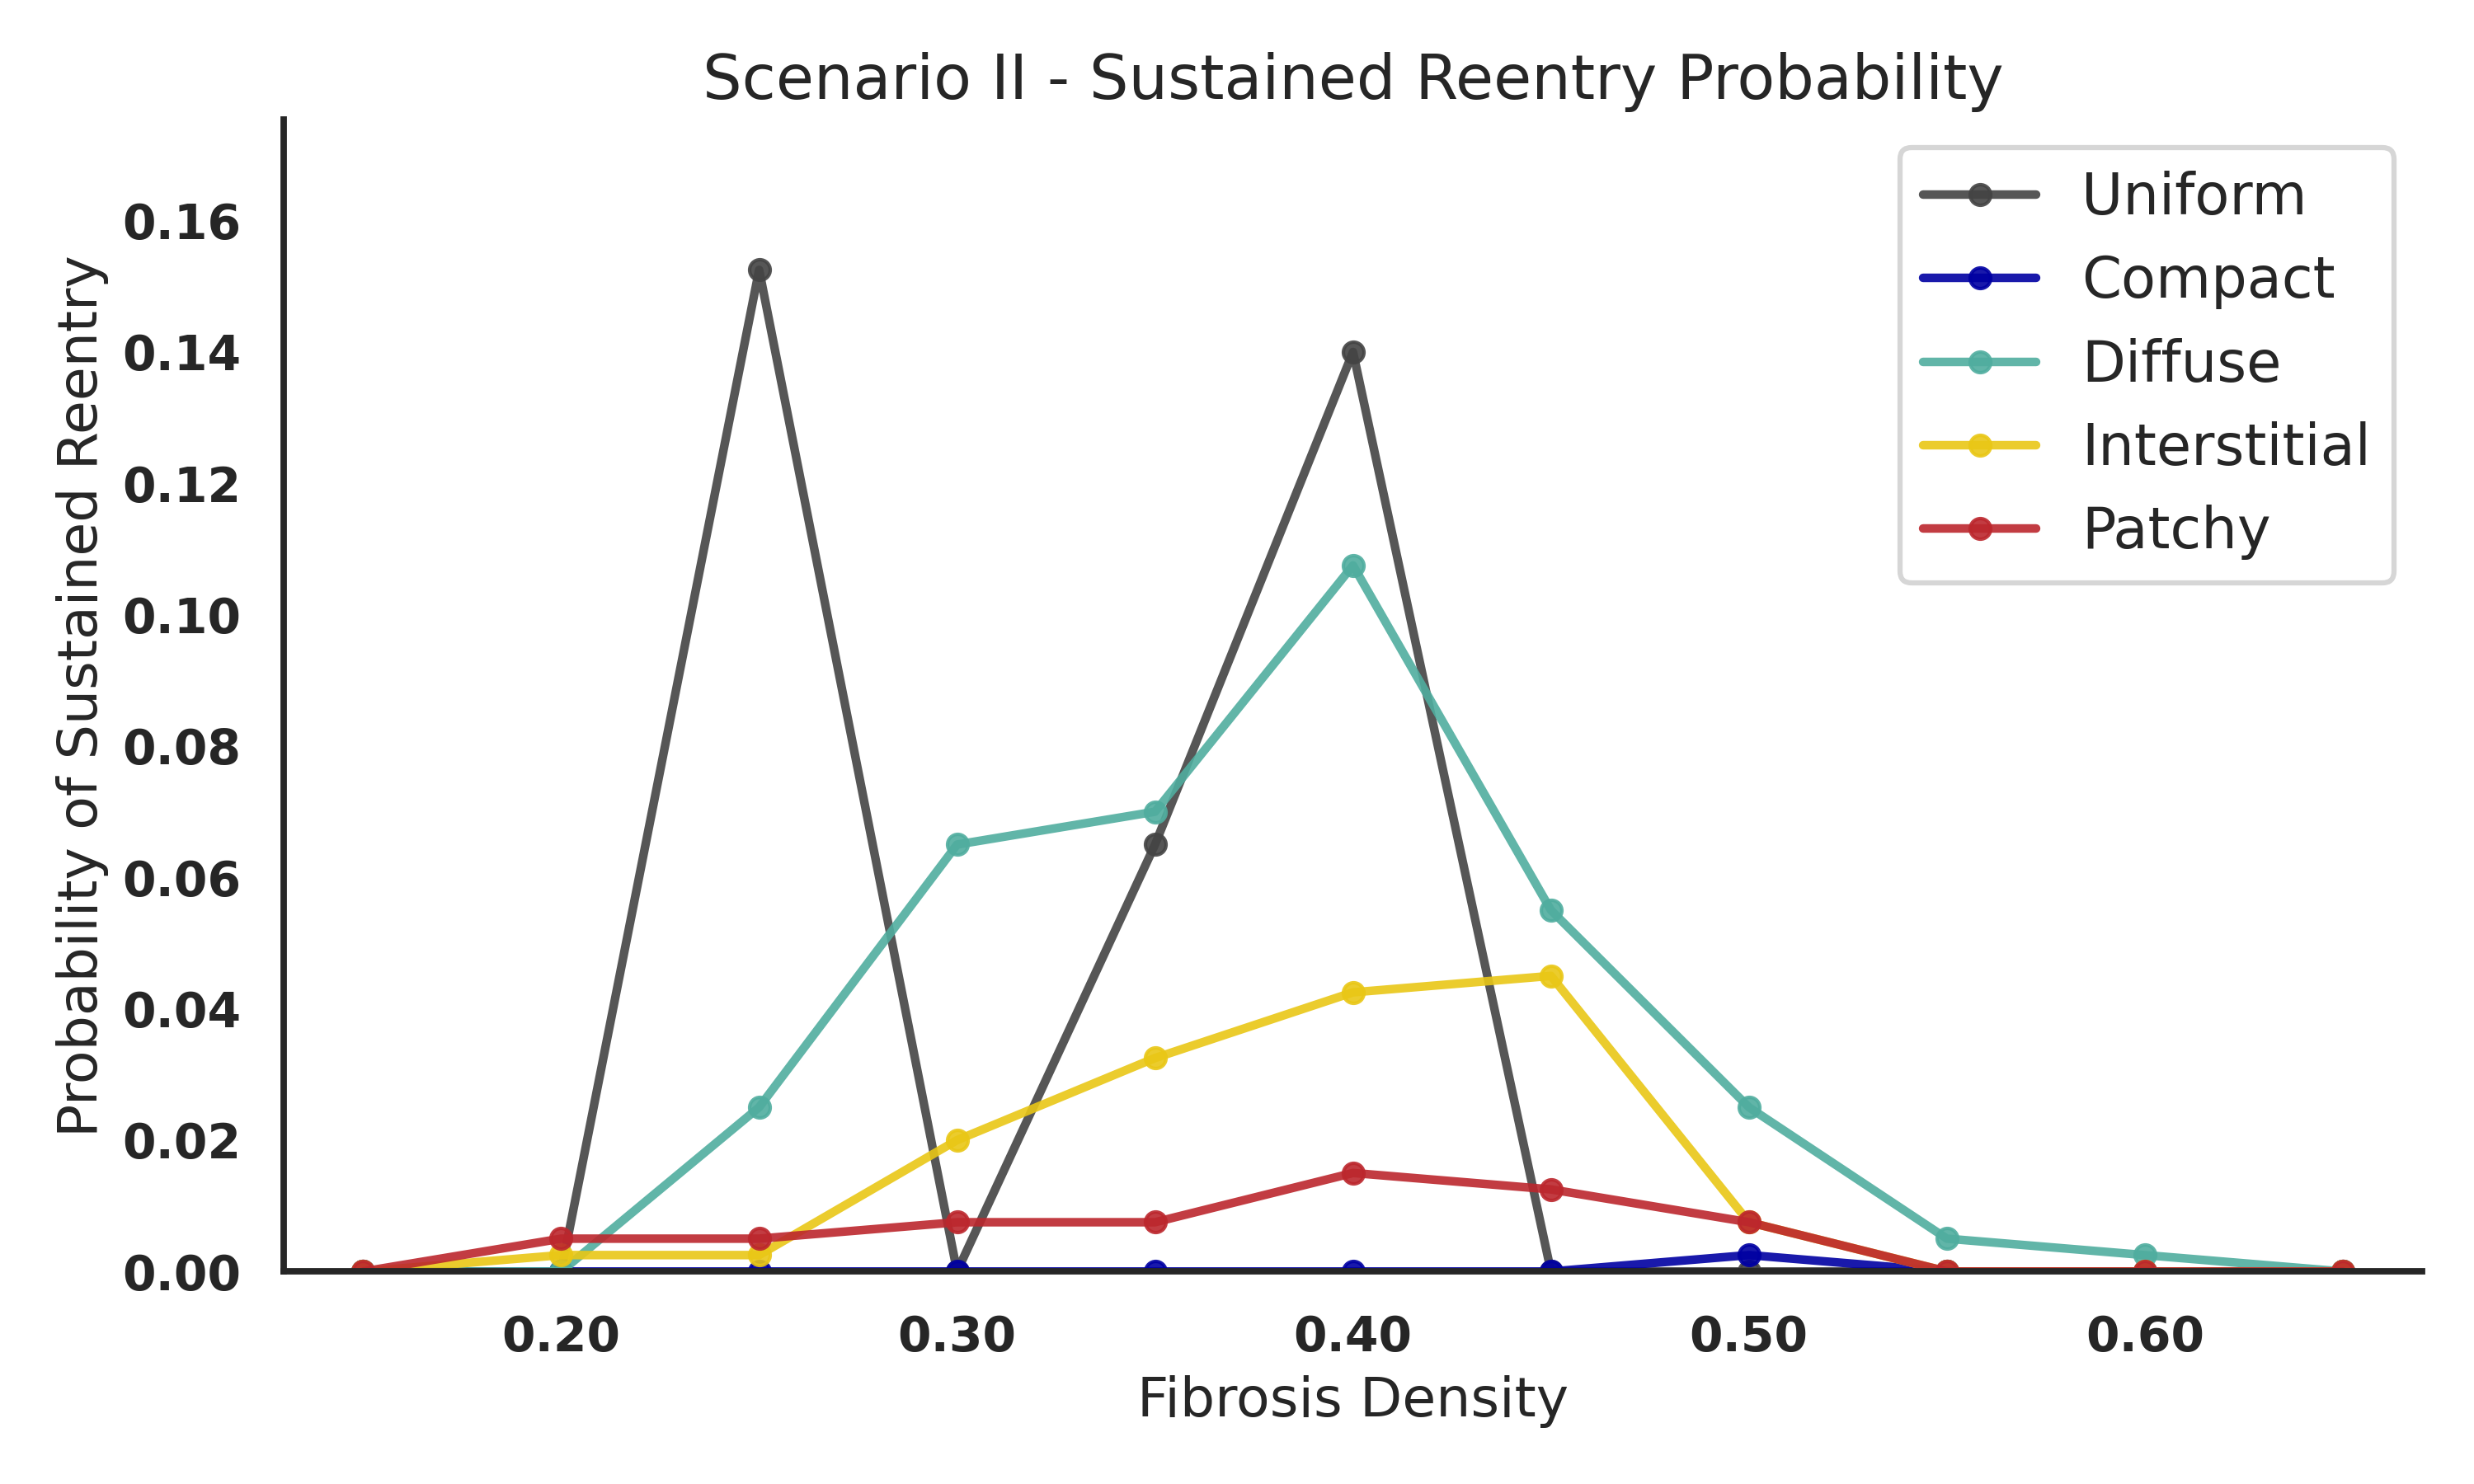 Scenario II - Sustained Reentry Probability
Probability of Sustained Reentry
0.16
0.14
0.12
0.10
0.08
0.06
0.04
0.02
0.00
Uniform
Compact
Diffuse
Interstitial
Patchy
0.20 0.30 0.40 0.50 0.60
Fibrosis Density